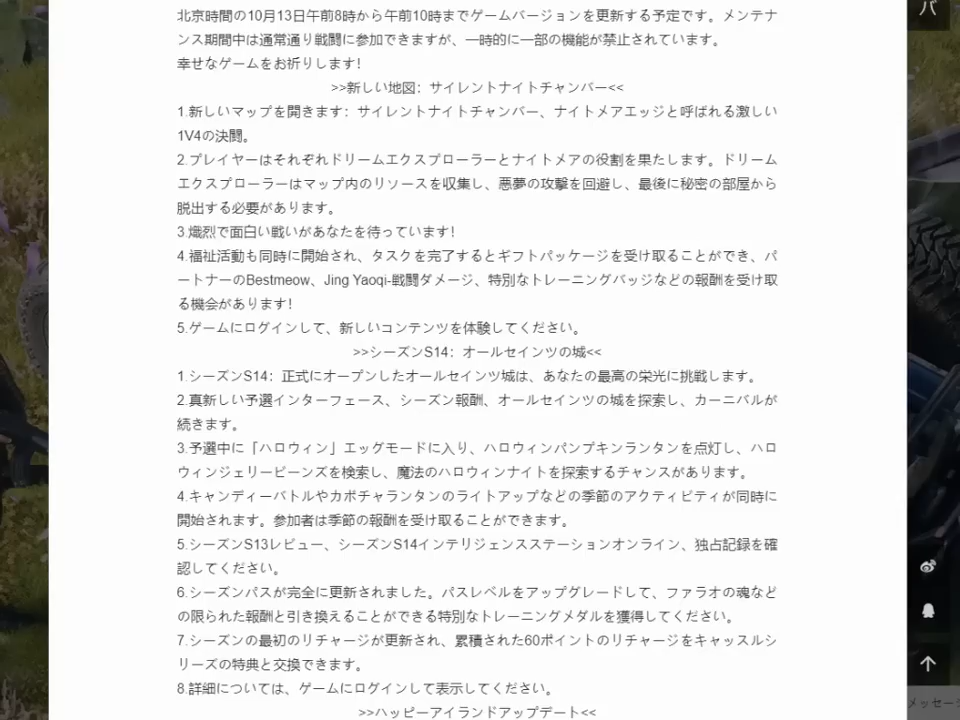 北京時間の10月13日午前8時から午前10時までゲームバージョンを更新する予定です。メンテナ
ンス期間中は通常通り戦闘に参加できますが、一時的に一部の機能が禁止されています。
幸せなゲームをお祈りします!
>>新しい地図: サイレントナイトチャンバー<<
1.新しいマップを開きます: サイレントナイトチャンバー、ナイトメアエッジと呼ばれる激しい
1V4の決闘。
2.プレイヤーはそれぞれドリームエクスプローラーとナイトメアの役割を果たします。ドリーム
エクスプローラーはマップ内のリソースを収集し、悪夢の攻撃を回避し、最後に秘密の部屋から
脱出する必要があります。
3.熾烈で面白い戦いがあなたを待っています!
4.福祉活動も同時に開始され、タスクを完了するとギフトパッケージを受け取ることができ、パ
ートナーのBestmeow、Jing Yaoqi-戦闘ダメージ、特別なトレーニングバッジなどの報酬を受け取
る機会があります!
5.ゲームにログインして、新しいコンテンツを体験してください。
>>シーズンS14: オールセインツの城<<
1.シーズンS14: 正式にオープンしたオールセインツ城は、あなたの最高の栄光に挑戦します。
2.真新しい予選インターフェース、シーズン報酬、オールセインツの城を探索し、カーニバルが
続きます。
3.予選中に「ハロウィン」エッグモードに入り、ハロウィンパンプキンランタンを点灯し、ハロ
ウィンジェリービーンズを検索し、魔法のハロウィンナイトを探索するチャンスがあります。
4.キャンディーバトルやカボチャランタンのライトアップなどの季節のアクティビティが同時に
開始されます。参加者は季節の報酬を受け取ることができます。
5.シーズンS13レビュー、シーズンS14インテリジェンスステーションオンライン、独占記録を確
認してください。
6.シーズンパスが完全に更新されました。パスレベルをアップグレードして、ファラオの魂など
の限られた報酬と引き換えることができる特別なトレーニングメダルを獲得してください。
7.シーズンの最初のリチャージが更新され、累積された60ポイントのリチャージをキャッスルシ
リーズの特典と交換できます。
8.詳細については、ゲームにログインして表示してください。
>>ハッピーアイランドアップデート<<
バ
メッセージ